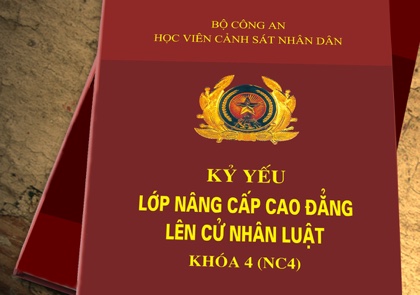 BỘ CÔNG AN
HỌC VIÊN CẢNH SÁT NHÂN DÂN
KỶ YẾU
LỚP NÂNG CẤP CAO ĐẲNG
LÊN CỬ NHÂN LUẬT
KHÓA 4 (NC4)